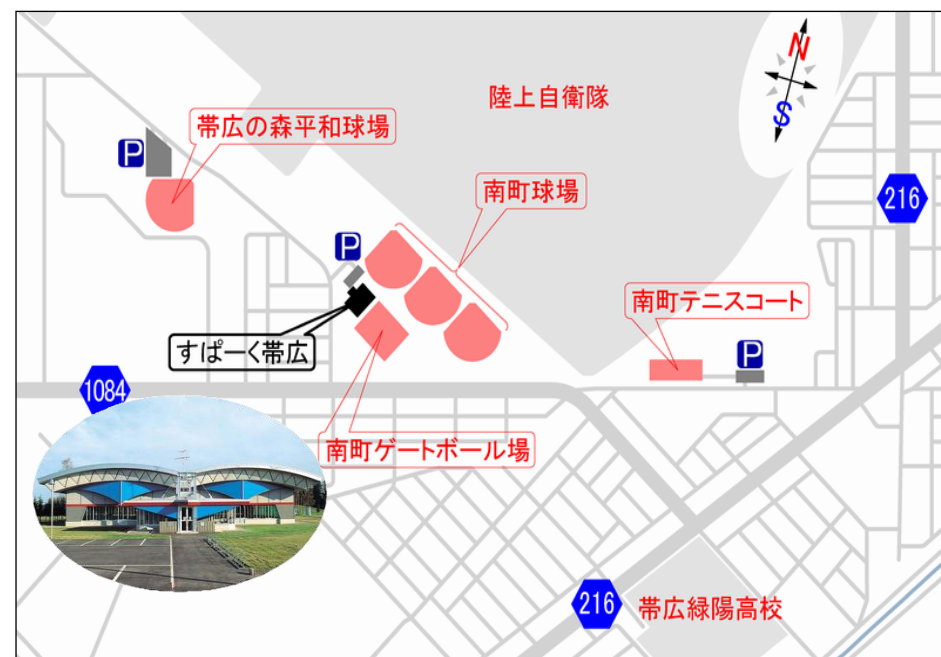 陸上自衛隊
N
S
帯広の森平和球場
P
南町球場
216
P
南町テニスコート
すぱーく帯広
P
1084
南町ゲートボール場
216
帯広緑陽高校